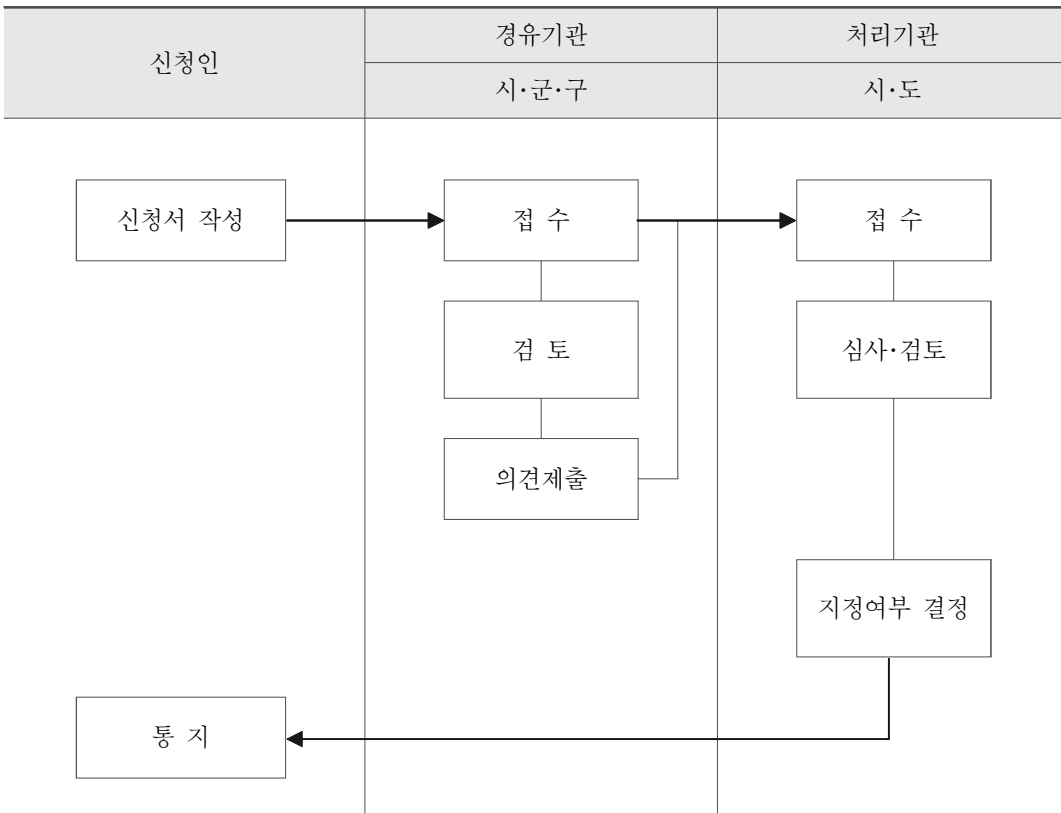 신청인
경유기관
처리기관
시·군·구
시·도
신청서 작성
접 수
접 수
검 토
심사·검토
의견제출
지정여부 결정
통 지